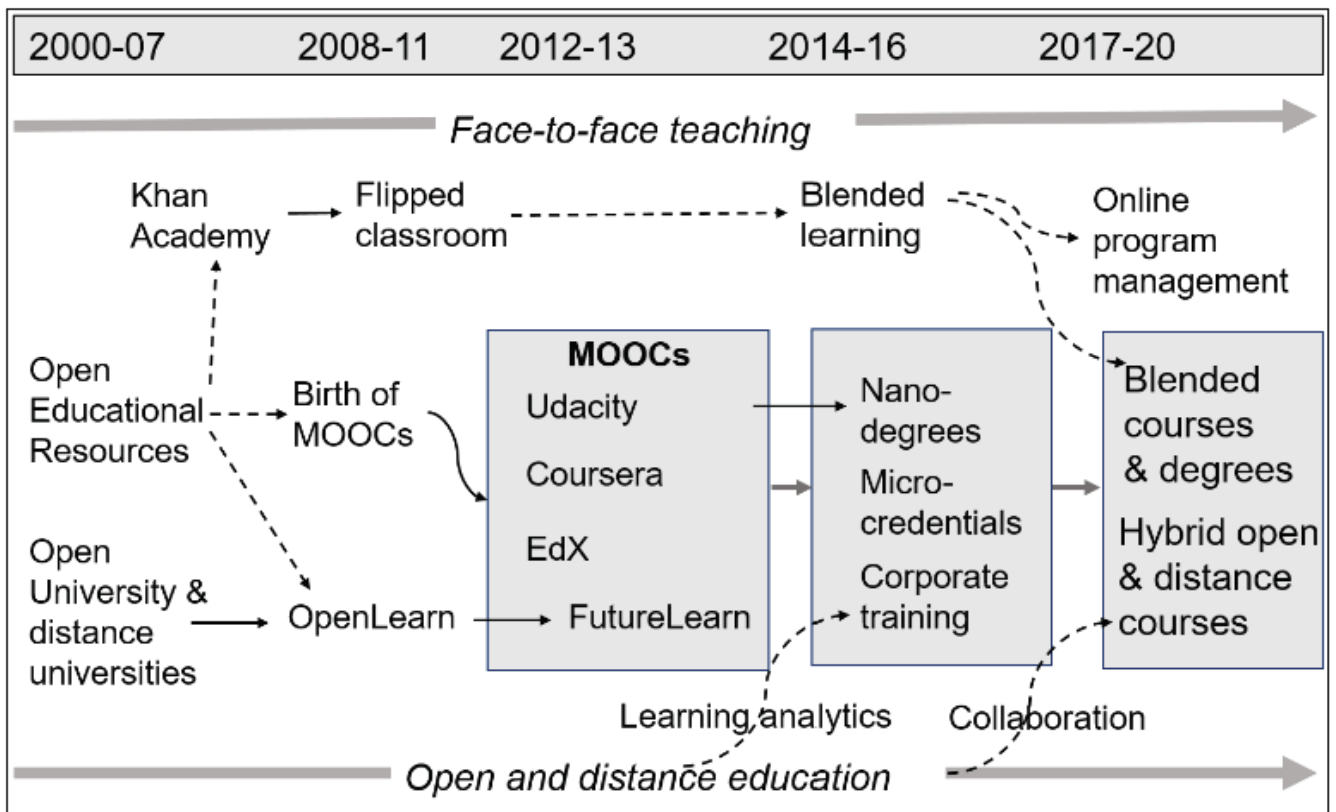 2000-07 2008-11 2012-13 2014-16 2017-20
Face-to-face teaching
Khan
Academy
Flipped
classroom
Blended
learning
Online
program
management
Open
Educational
Resources
Birth of
MOOCs
MOOCs
Udacity
Coursera
EdX
FutureLearn
Nano-
degrees
Micro-
credentials
Corporate
training
Blended
courses
& degrees
Hybrid open
& distance
courses
Open
University &
distance
universities
OpenLearn
Learning analytics
Collaboration
Open and distance education